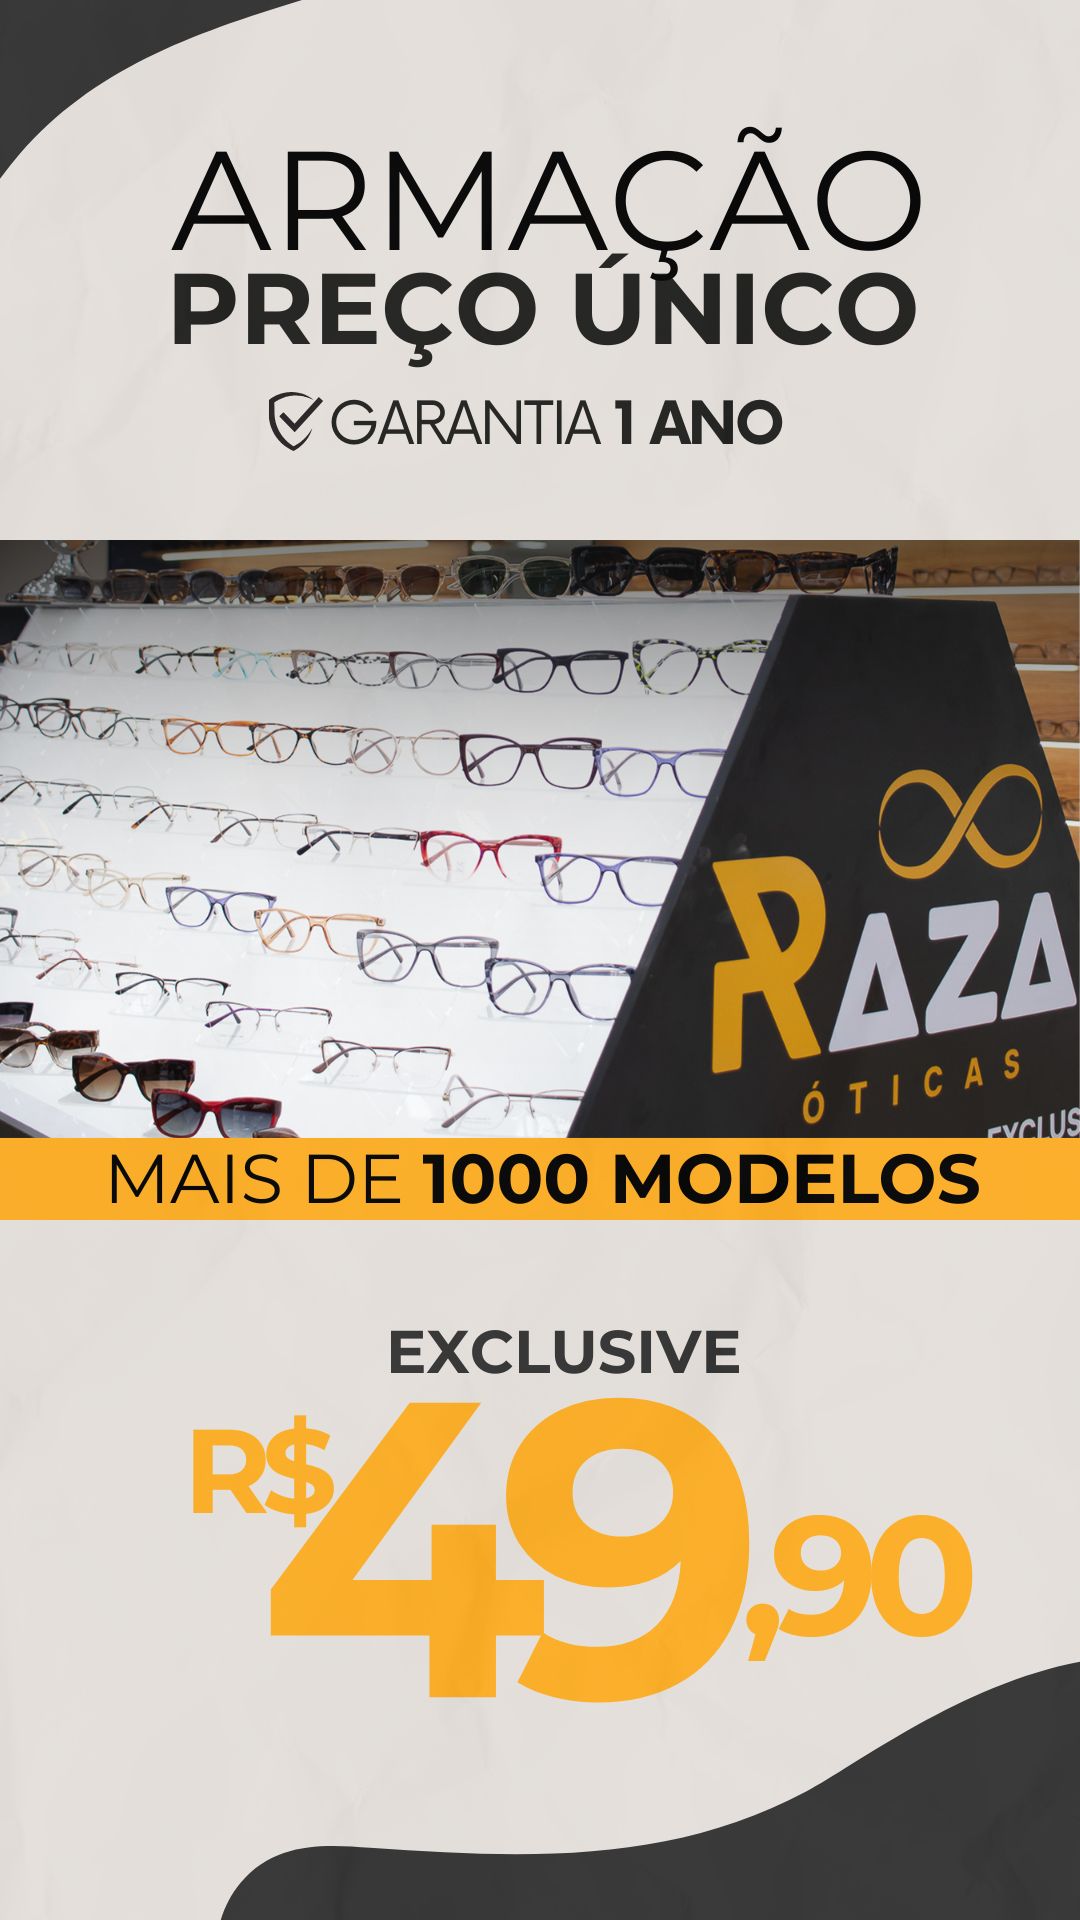 ARMAÇÃO
PREÇO ÚNICO
GARANTIA 1 ANO
RAZA
ÓTICAS
MAIS DE 1000 MODELOS
EXCLUSIVE
R$49,90